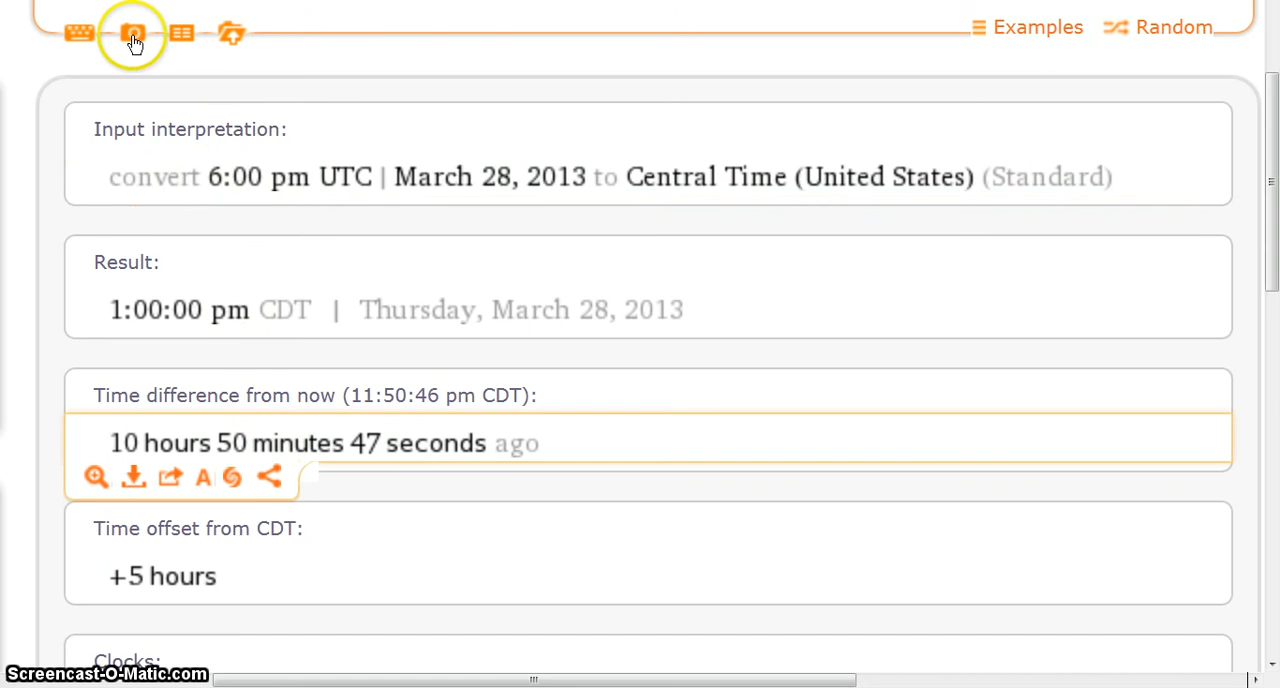 Examples Random
Input interpretation:
convert 6:00 pm UTC | March 28, 2013 to Central Time (United States) (Standard)
Result:
1:00:00 pm CDT | Thursday, March 28, 2013
Time difference from now (11:50:46 pm CDT):
10 hours 50 minutes 47 seconds ago
A
Time offset from CDT:
+5 hours
Clocks:
Screencast-O-Matic.com